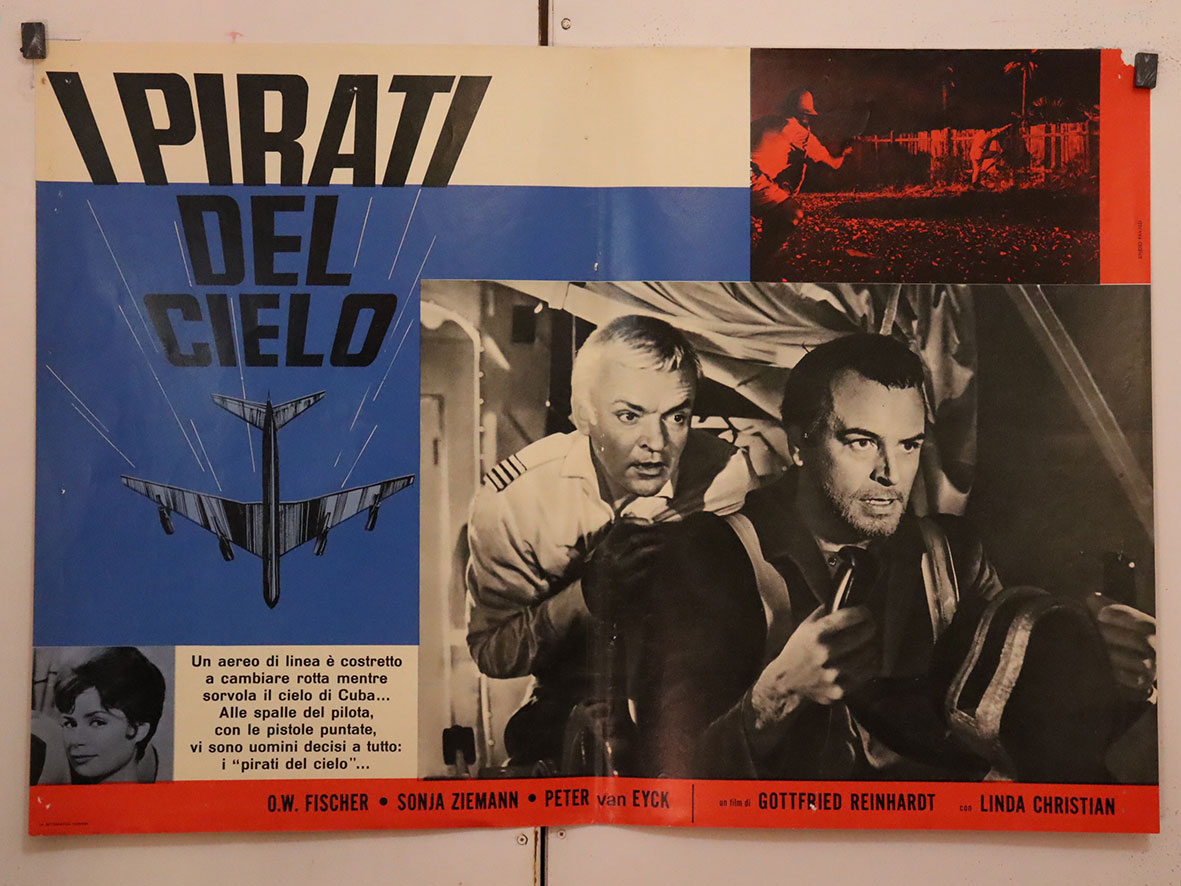 I PIRATI
DEL
CIELO
Un aereo di linea è costretto
a cambiare rotta mentre
sorvola il cielo di Cuba...
Alle spalle del pilota,
con le pistole puntate,
vi sono uomini decisi a tutto:
i “pirati del cielo”...
O.W. FISCHER • SONJA ZIEMANN • PETER van EYCK un film di GOTTFRIED REINHARDT con LINDA CHRISTIAN